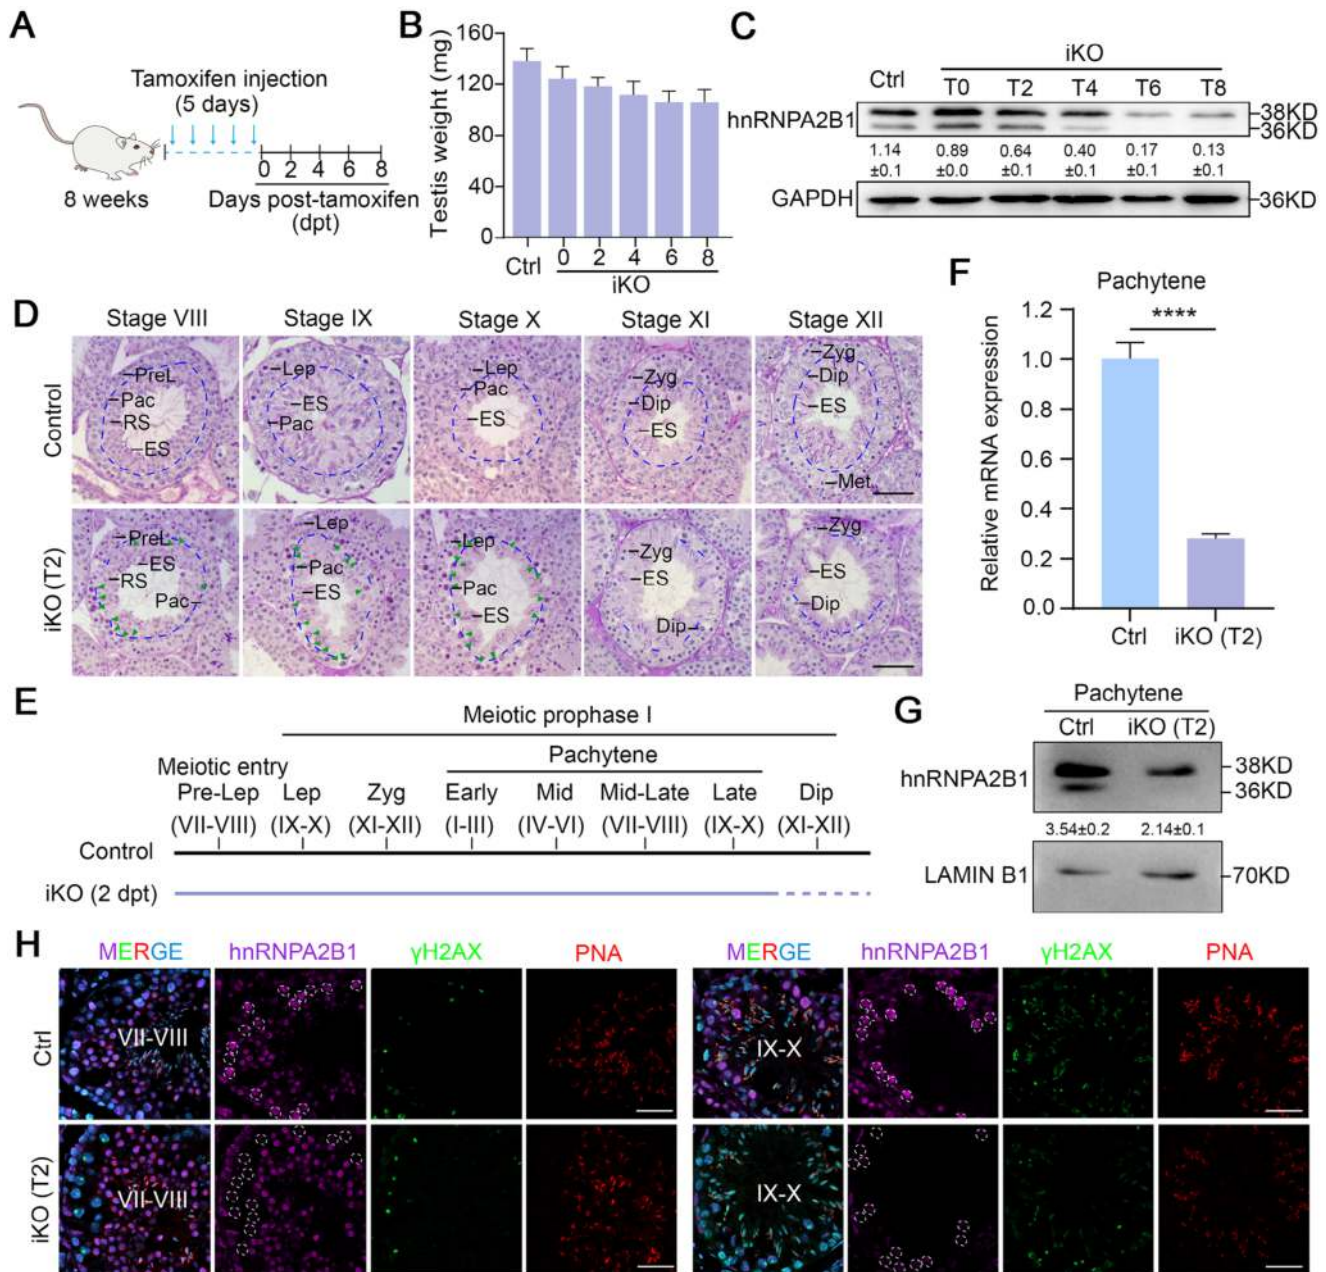 A
Tamoxifen injection
(5 days)
0 2 4 6 8
8 weeks
Days post-tamoxifen
(dpt)
B
Testis weight (mg)
160
120
80
40
0
Ctrl 0 2 4 6 8
iKO
C
iKO
Ctrl T0 T2 T4 T6 T8
hnRNPA2B1
38KD
36KD
1.14 0.89 0.64 0.40 0.17 0.13
±0.1 ±0.0 ±0.1 ±0.1 ±0.1 ±0.1
GAPDH
36KD
D
Stage VIII Stage IX Stage X Stage XI Stage XII
Control
PreL
Pac
RS
ES
Lep
ES
Pac
Lep
Pac
ES
Zyg
Dip
ES
Zyg
Dip
ES
Met
iKO (T2)
PreL
ES
RS
Pac
Lep
Pac
ES
Lep
Pac
ES
Zyg
ES
Dip
Zyg
ES
Dip
E
Meiotic prophase I
Pachytene
Meiotic entry
Pre-Lep Lep Zyg Early Mid Mid-Late Late Dip
(VII-VIII) (IX-X) (XI-XII) (I-III) (IV-VI) (VII-VIII) (IX-X) (XI-XII)
Control
iKO (2 dpt)
F
Pachytene
Relative mRNA expression
1.2
1.0
0.8
0.6
0.4
0.2
0.0
****
Ctrl iKO (T2)
G
Pachytene
Ctrl iKO (T2)
hnRNPA2B1
38KD
36KD
3.54±0.2 2.14±0.1
LAMIN B1
70KD
H
MERGE hnRNPA2B1 γH2AX PNA MERGE hnRNPA2B1 γH2AX PNA
Ctrl
VII-VIII
IX-X
iKO (T2)
VII-VIII
IX-X